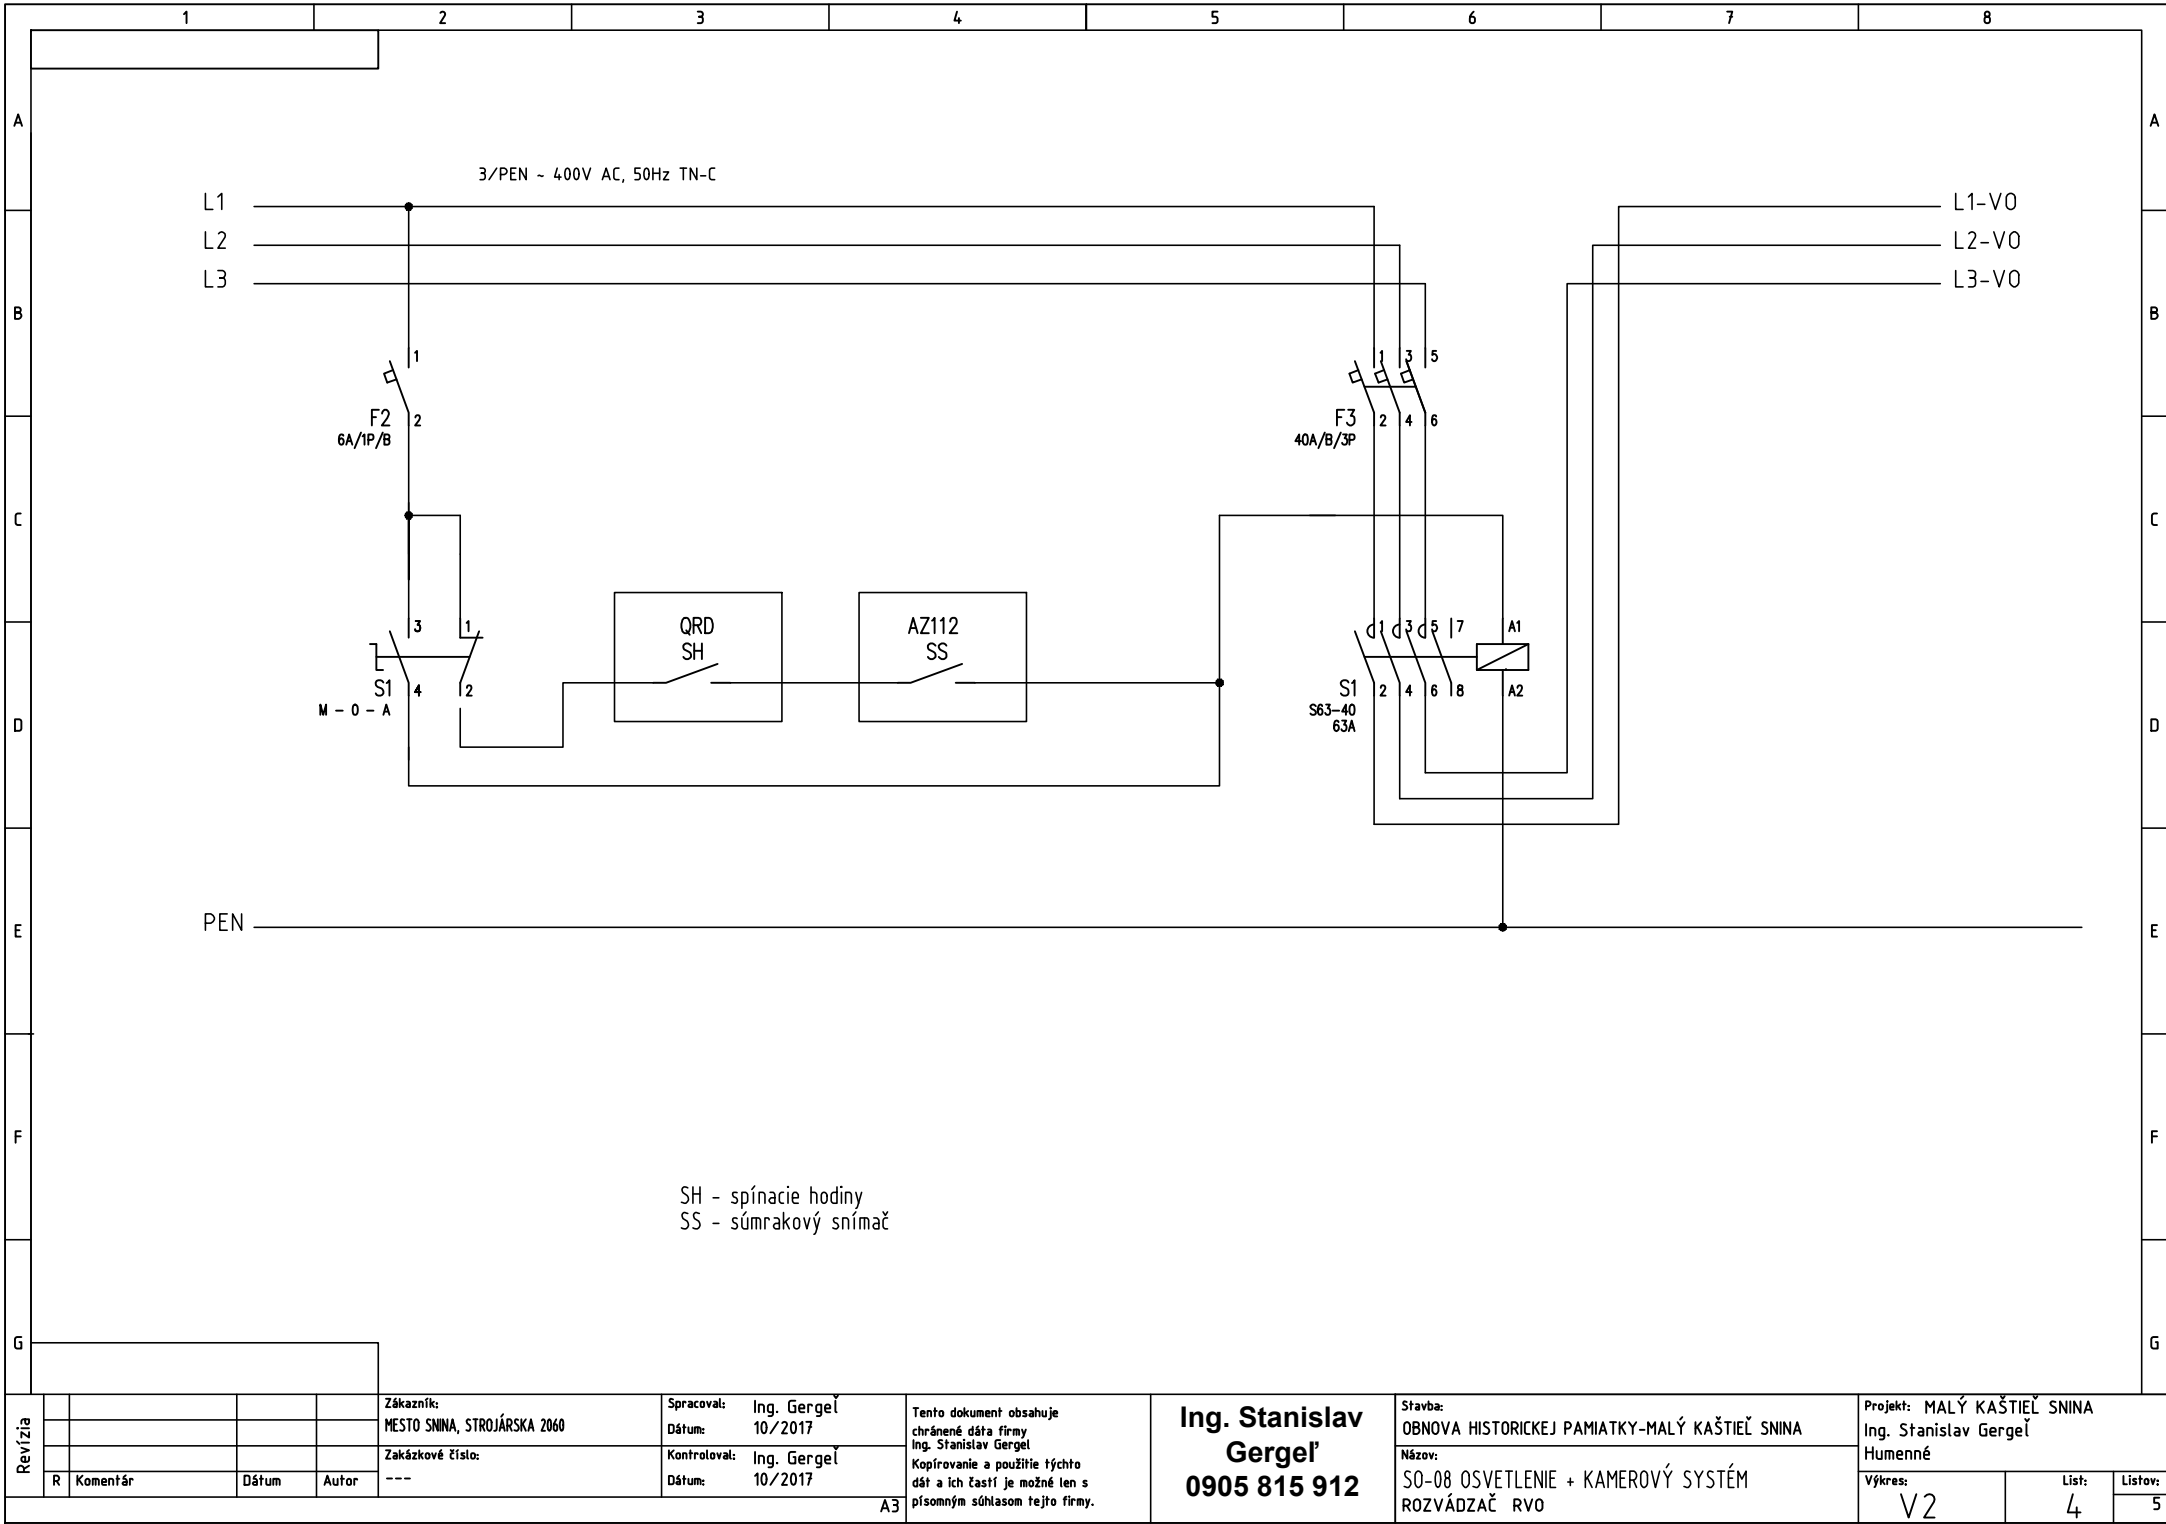 1 2 3 4 5 6 7 8
A A
3/PEN ~ 400V AC, 50Hz TN-C
L1 L1-VO
L2 L2-VO
L3 L3-VO
B B
1 1 3 5
F2 2 F3 2 4 6
6A/1P/B 40A/B/3P
C C
3 1 QRD AZ112 1 3 5 7 A1
SH SS
S1 4 2 S1 2 4 6 8 A2
M - 0 - A S63-40
63A
D D
PEN
E E
F F
SH - spínacie hodiny
SS - súmrakový snímač
G G
Revízia
R Komentár Dátum Autor
Zákazník:
MESTO SNINA, STROJÁRSKA 2060
Zakázkové číslo:
---
Spracoval: Ing. Gergeľ
Dátum: 10/2017
Kontroloval: Ing. Gergeľ
Dátum: 10/2017
A3
Tento dokument obsahuje
chránené dáta firmy
Ing. Stanislav Gergel
Kopírovanie a použitie týchto
dát a ich častí je možné len s
písomným súhlasom tejto firmy.
Ing. Stanislav
Gergeľ
0905 815 912
Stavba:
OBNOVA HISTORICKEJ PAMIATKY-MALÝ KAŠTIEĽ SNINA
Názov:
SO-08 OSVETLENIE + KAMEROVÝ SYSTÉM
ROZVÁDZAČ RVO
Projekt: MALÝ KAŠTIEĽ SNINA
Ing. Stanislav Gergeľ
Humenné
Výkres: List: Listov:
V2 4 5